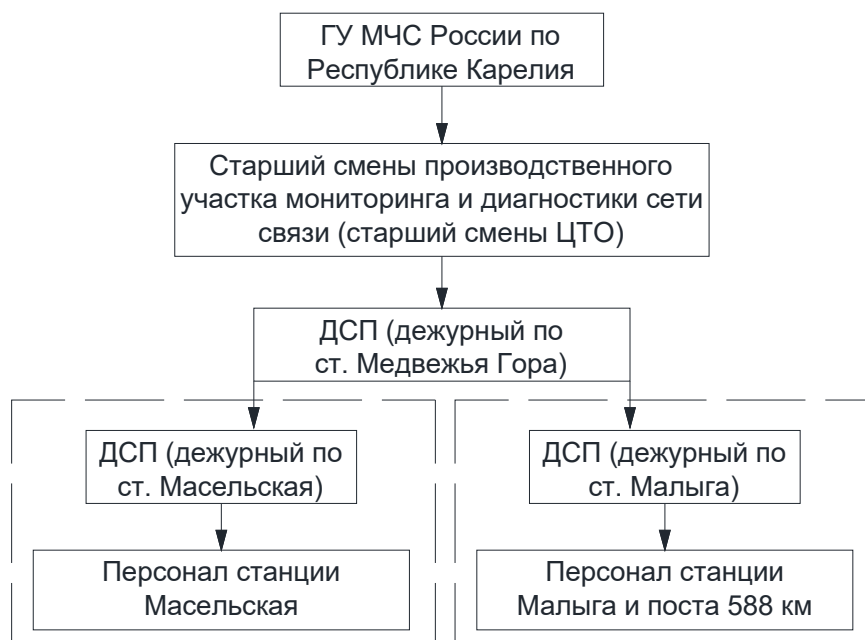 ГУ МЧС России по
Республике Карелия
Старший смены производственного
участка мониторинга и диагностики сети
связи (старший смены ЦТО)
ДСП (дежурный по
ст. Медвежья Гора)
ДСП (дежурный по
ст. Масельская)
ДСП (дежурный по
ст. Малыга)
Персонал станции
Масельская
Персонал станции
Малыга и поста 588 км